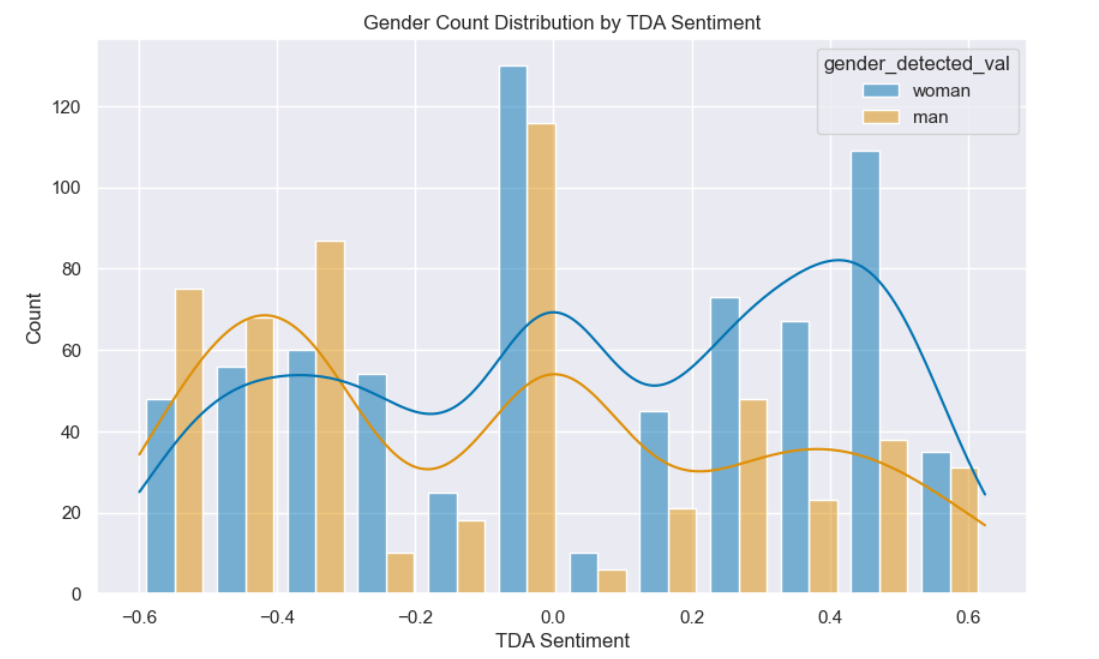 Gender Count Distribution by TDA Sentiment
gender_detected_val
woman
man
Count
120
100
80
60
40
20
0
−0.6 −0.4 −0.2 0.0 0.2 0.4 0.6
TDA Sentiment